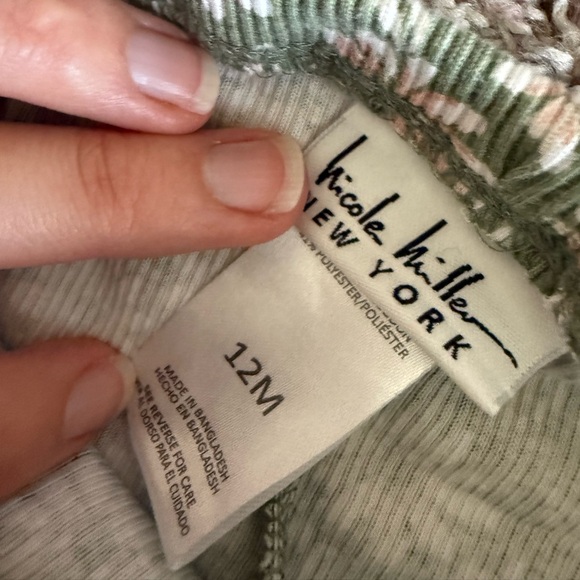 Nicole Miller
NEW YORK
POLYESTER/POLIÉSTER
12M
MADE IN BANGLADESH
HECHO EN BANGLADESH
SEE REVERSE FOR CARE
AL DORSO PARA EL CUIDADO